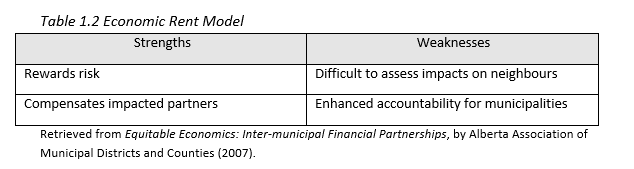 Table 1.2 Economic Rent Model
Strengths Weaknesses
Rewards risk Difficult to assess impacts on neighbours
Compensates impacted partners Enhanced accountability for municipalities
Retrieved from Equitable Economics: Inter-municipal Financial Partnerships, by Alberta Association of
Municipal Districts and Counties (2007).